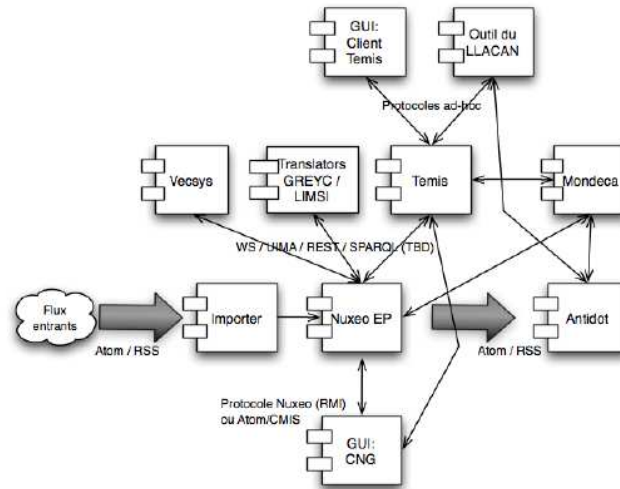 GUI:
Client
Temis
Outil du
LLACAN
Protocoles ad-hoc
Vecsys
Translators
GREYC /
LIMSI
Temis
Mondeca
WS / UIMA / REST / SPARQL (TBD)
Flux
entrants
Importer
Nuxeo EP
Antidot
Atom / RSS
Atom / RSS
Protocole Nuxeo (RMI)
ou Atom/CMIS
GUI:
CNG